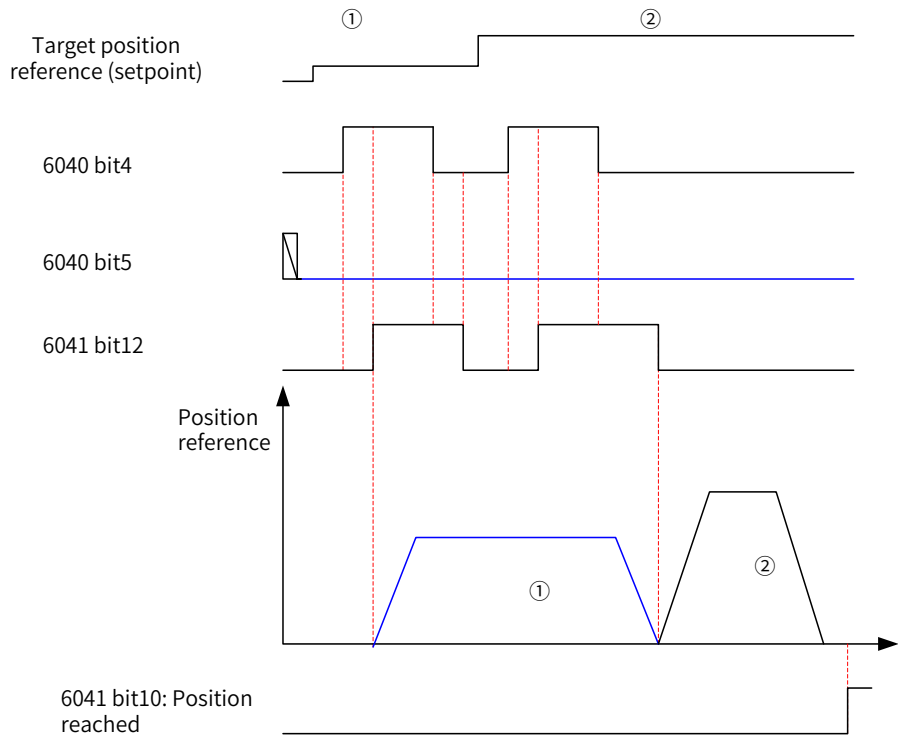 ① ②
Target position
reference (setpoint)
6040 bit4
6040 bit5
6041 bit12
Position
reference
①
②
6041 bit10: Position
reached